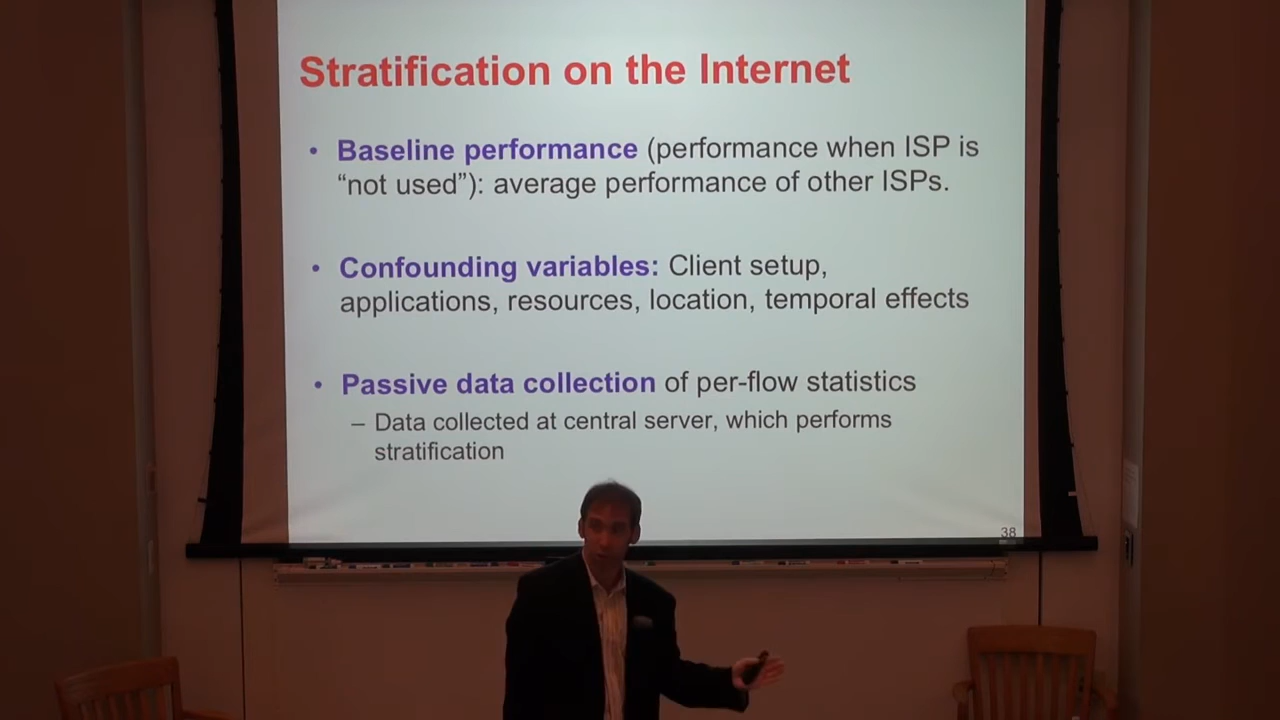 Stratification on the Internet
• Baseline performance (performance when ISP is
“not used”): average performance of other ISPs.
• Confounding variables: Client setup,
applications, resources, location, temporal effects
• Passive data collection of per-flow statistics
– Data collected at central server, which performs
stratification
38